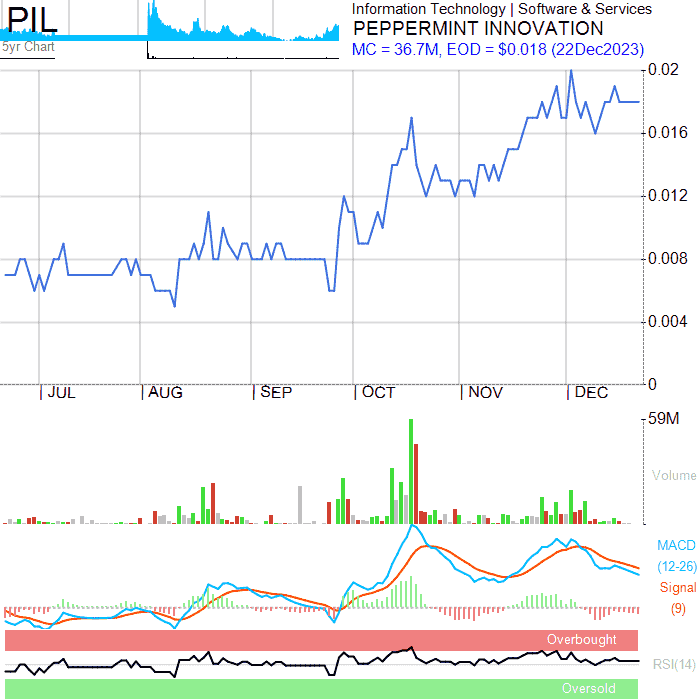 PIL
5yr Chart
Information Technology | Software & Services
PEPPERMINT INNOVATION
MC = 36.7M, EOD = $0.018 (22Dec2023)
0.02
0.016
0.012
0.008
0.004
0
JUL AUG SEP OCT NOV DEC
59M
Volume
MACD
(12-26)
Signal
(9)
Overbought
RSI(14)
Oversold